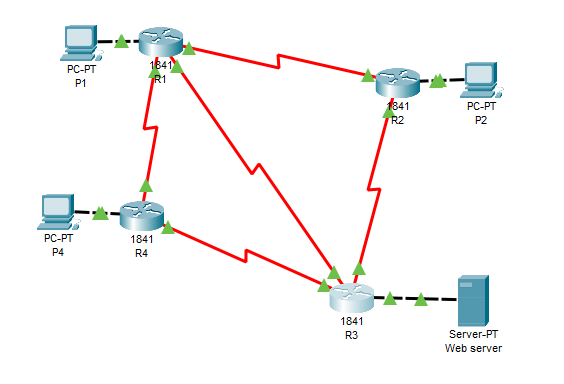 PC-PT
P1
1841
R1
1841
R2
PC-PT
P2
PC-PT
P4
1841
R4
1841
R3
Server-PT
Web server